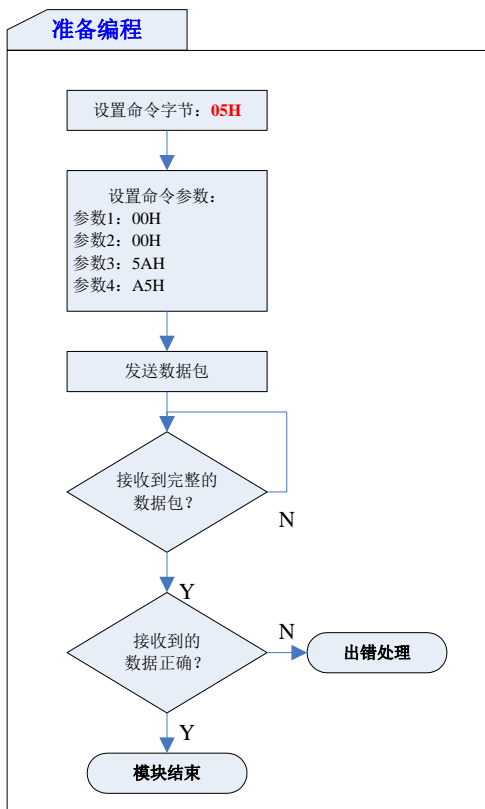 准备编程
设置命令字节：05H
设置命令参数：
参数1：00H
参数2：00H
参数3：5AH
参数4：A5H
发送数据包
接收到完整的
数据包？
N
Y
接收到的
数据正确？
N
出错处理
Y
模块结束